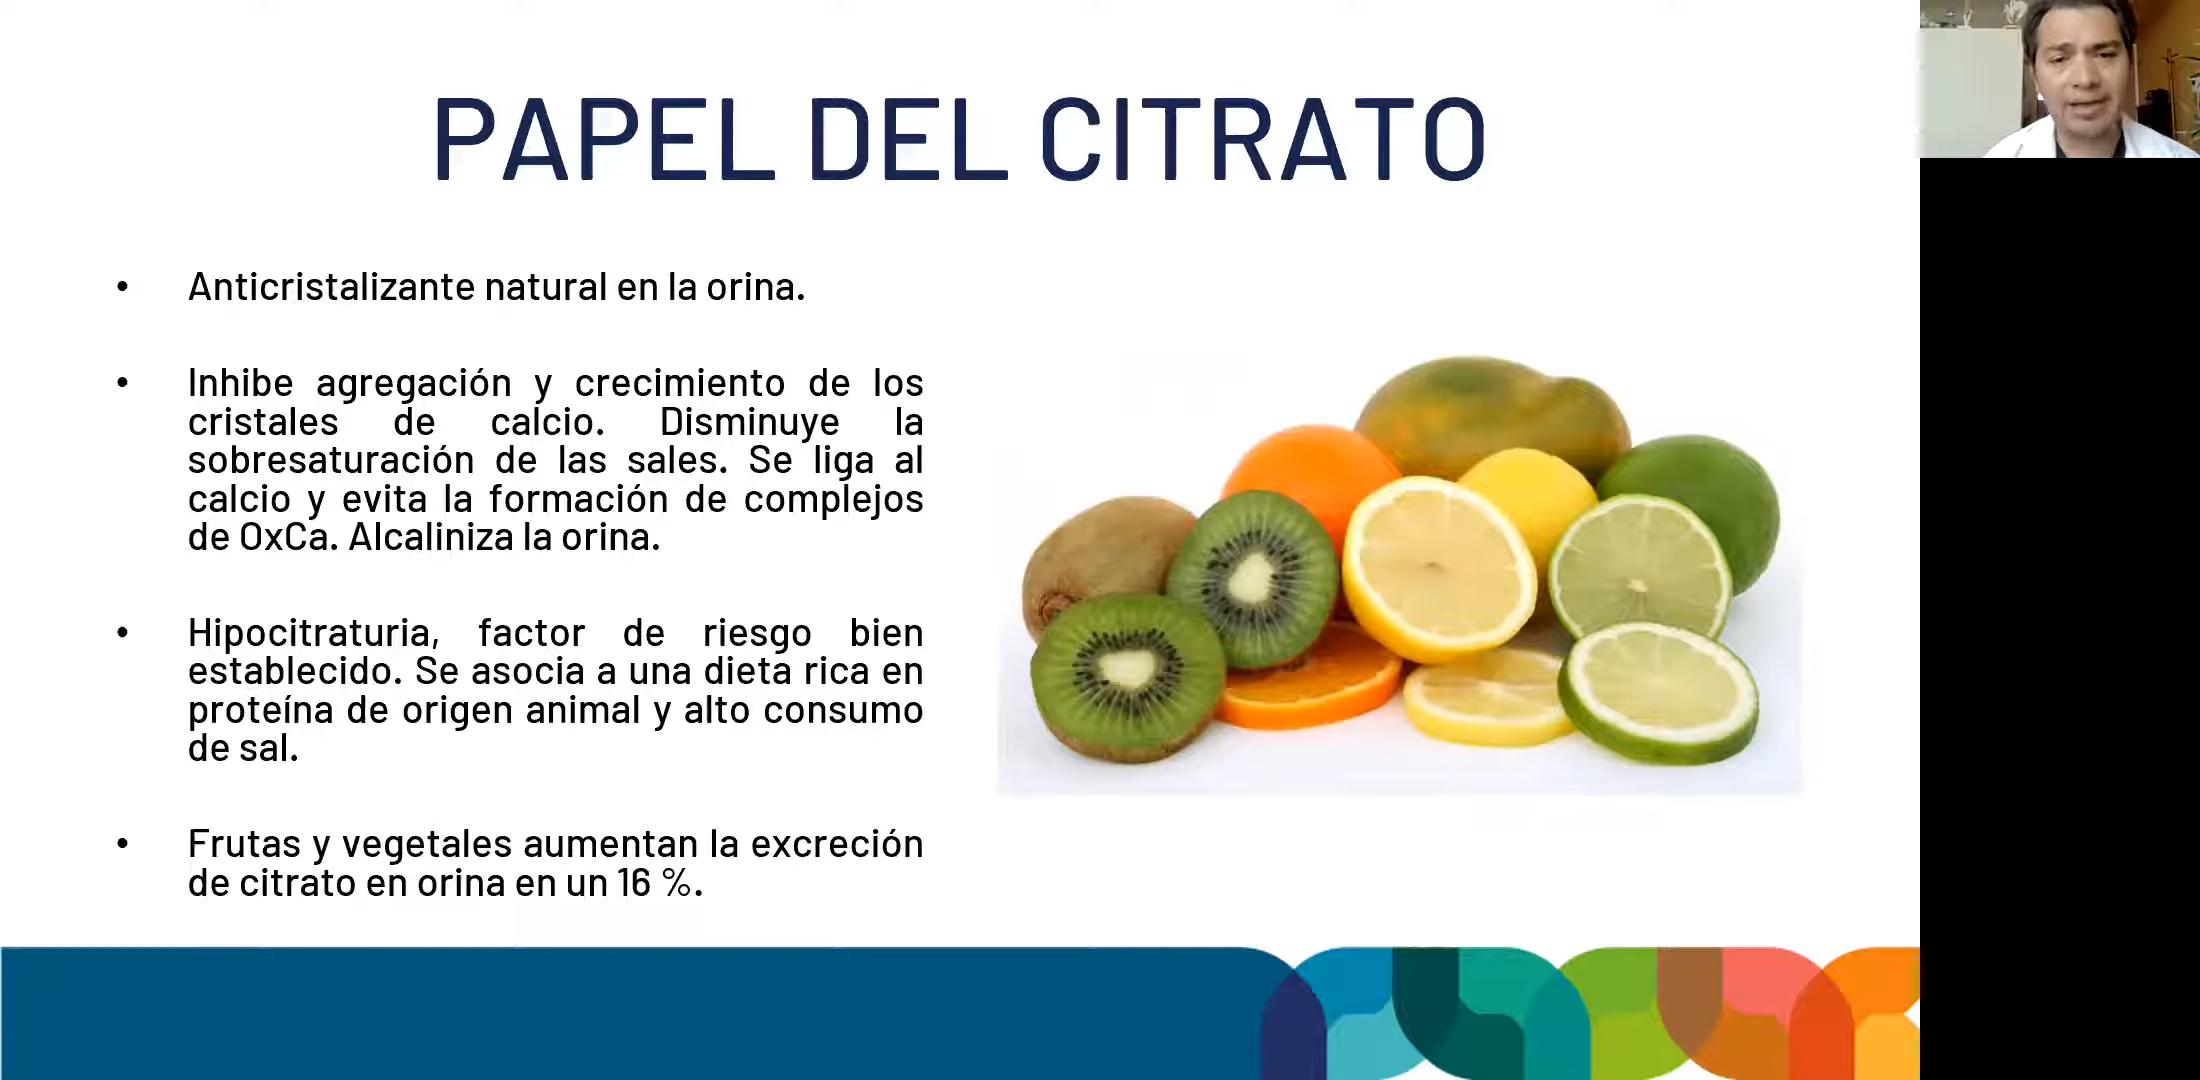 PAPEL DEL CITRATO
• Anticristalizante natural en la orina.
• Inhibe agregación y crecimiento de los
cristales de calcio. Disminuye la
sobresaturación de las sales. Se liga al
calcio y evita la formación de complejos
de OxCa. Alcaliniza la orina.
• Hipocitraturia, factor de riesgo bien
establecido. Se asocia a una dieta rica en
proteína de origen animal y alto consumo
de sal.
• Frutas y vegetales aumentan la excreción
de citrato en orina en un 16 %.